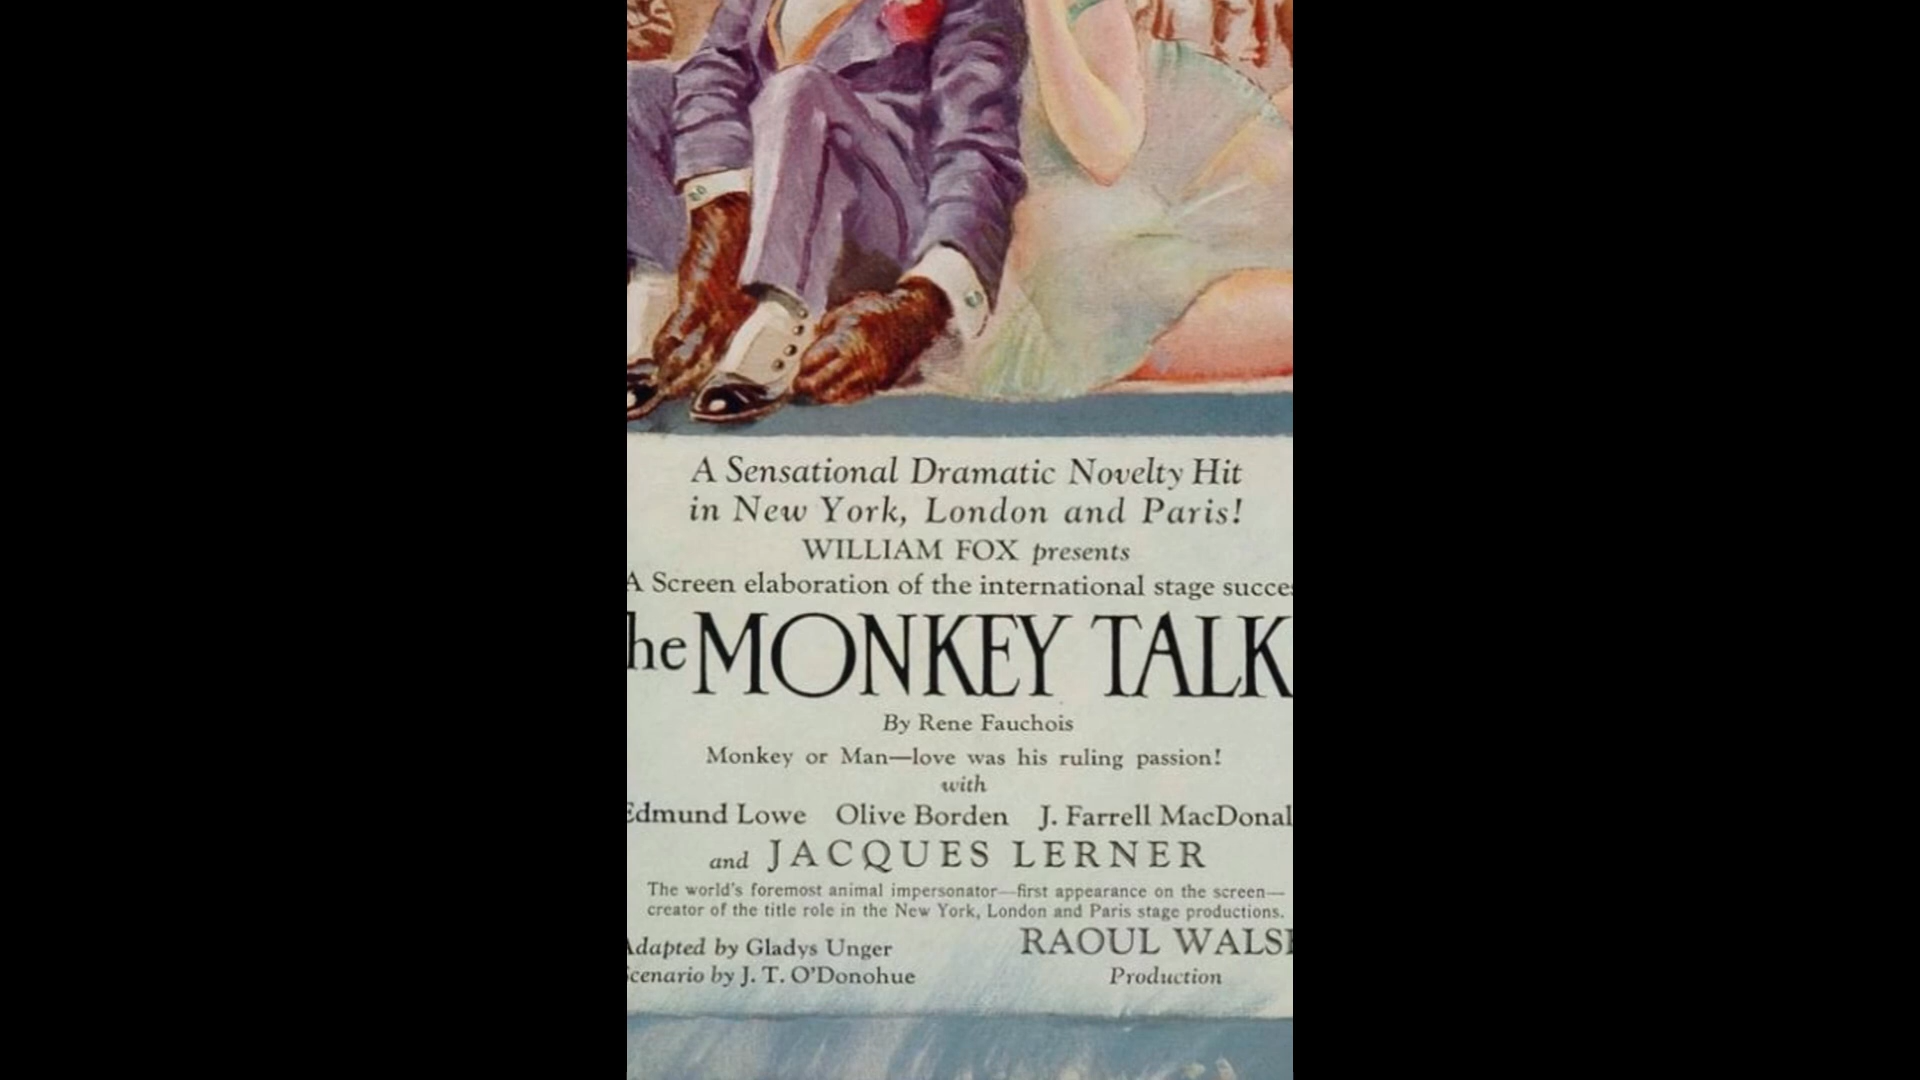 A Sensational Dramatic Novelty Hit
in New York, London and Paris!
WILLIAM FOX presents
A Screen elaboration of the international stage succes
he MONKEY TALK
By Rene Fauchois
Monkey or Man—love was his ruling passion!
with
Edmund Lowe Olive Borden J. Farrell MacDonal
and JACQUES LERNER
The world's foremost animal impersonator—first appearance on the screen—
creator of the title role in the New York, London and Paris stage productions.
Adapted by Gladys Unger RAOUL WALSH
Scenario by J. T. O'Donohue Production